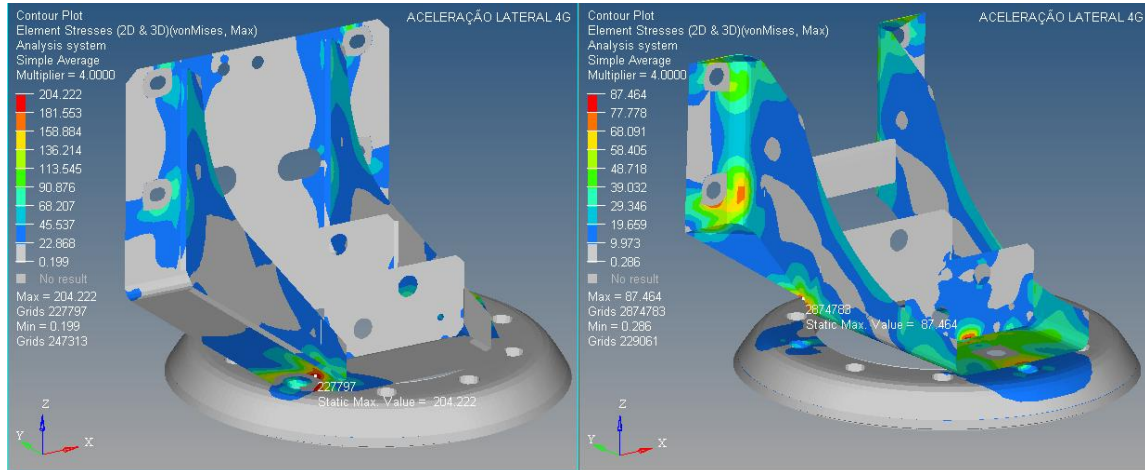 Contour Plot
Element Stresses (2D & 3D)(vonMises, Max)
Analysis system
Simple Average
Multiplier = 4.0000
204.222
181.553
158.884
136.214
113.545
90.876
68.207
45.537
22.868
0.199
No result
Max = 204.222
Grids 227797
Min = 0.199
Grids 247313
ACELERAÇÃO LATERAL 4G
227797
Static Max. Value = 204.222
Z
Y
X
Contour Plot
Element Stresses (2D & 3D)(vonMises, Max)
Analysis system
Simple Average
Multiplier = 4.0000
87.464
77.778
68.091
58.405
48.718
39.032
29.346
19.659
9.973
0.286
No result
Max = 87.464
Grids 2874783
Min = 0.286
Grids 229061
ACELERAÇÃO LATERAL 4G
2874783
Static Max. Value = 87.464
Z
Y
X